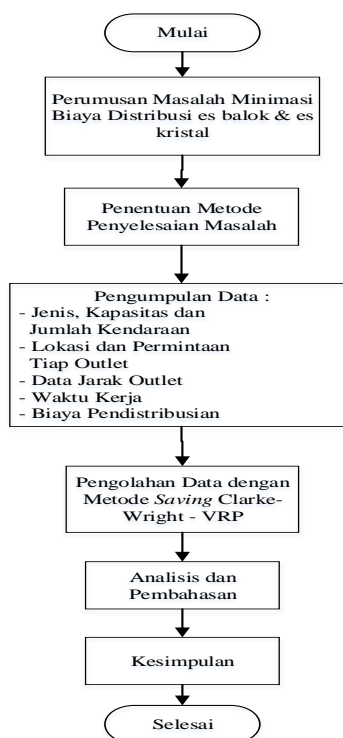 Mulai
Perumusan Masalah Minimasi
Biaya Distribusi es balok & es
kristal
Penentuan Metode
Penyelesaian Masalah
Pengumpulan Data :
- Jenis, Kapasitas dan
Jumlah Kendaraan
- Lokasi dan Permintaan
Tiap Outlet
- Data Jarak Outlet
- Waktu Kerja
- Biaya Pendistribusian
Pengolahan Data dengan
Metode Saving Clarke-
Wright - VRP
Analisis dan
Pembahasan
Kesimpulan
Selesai